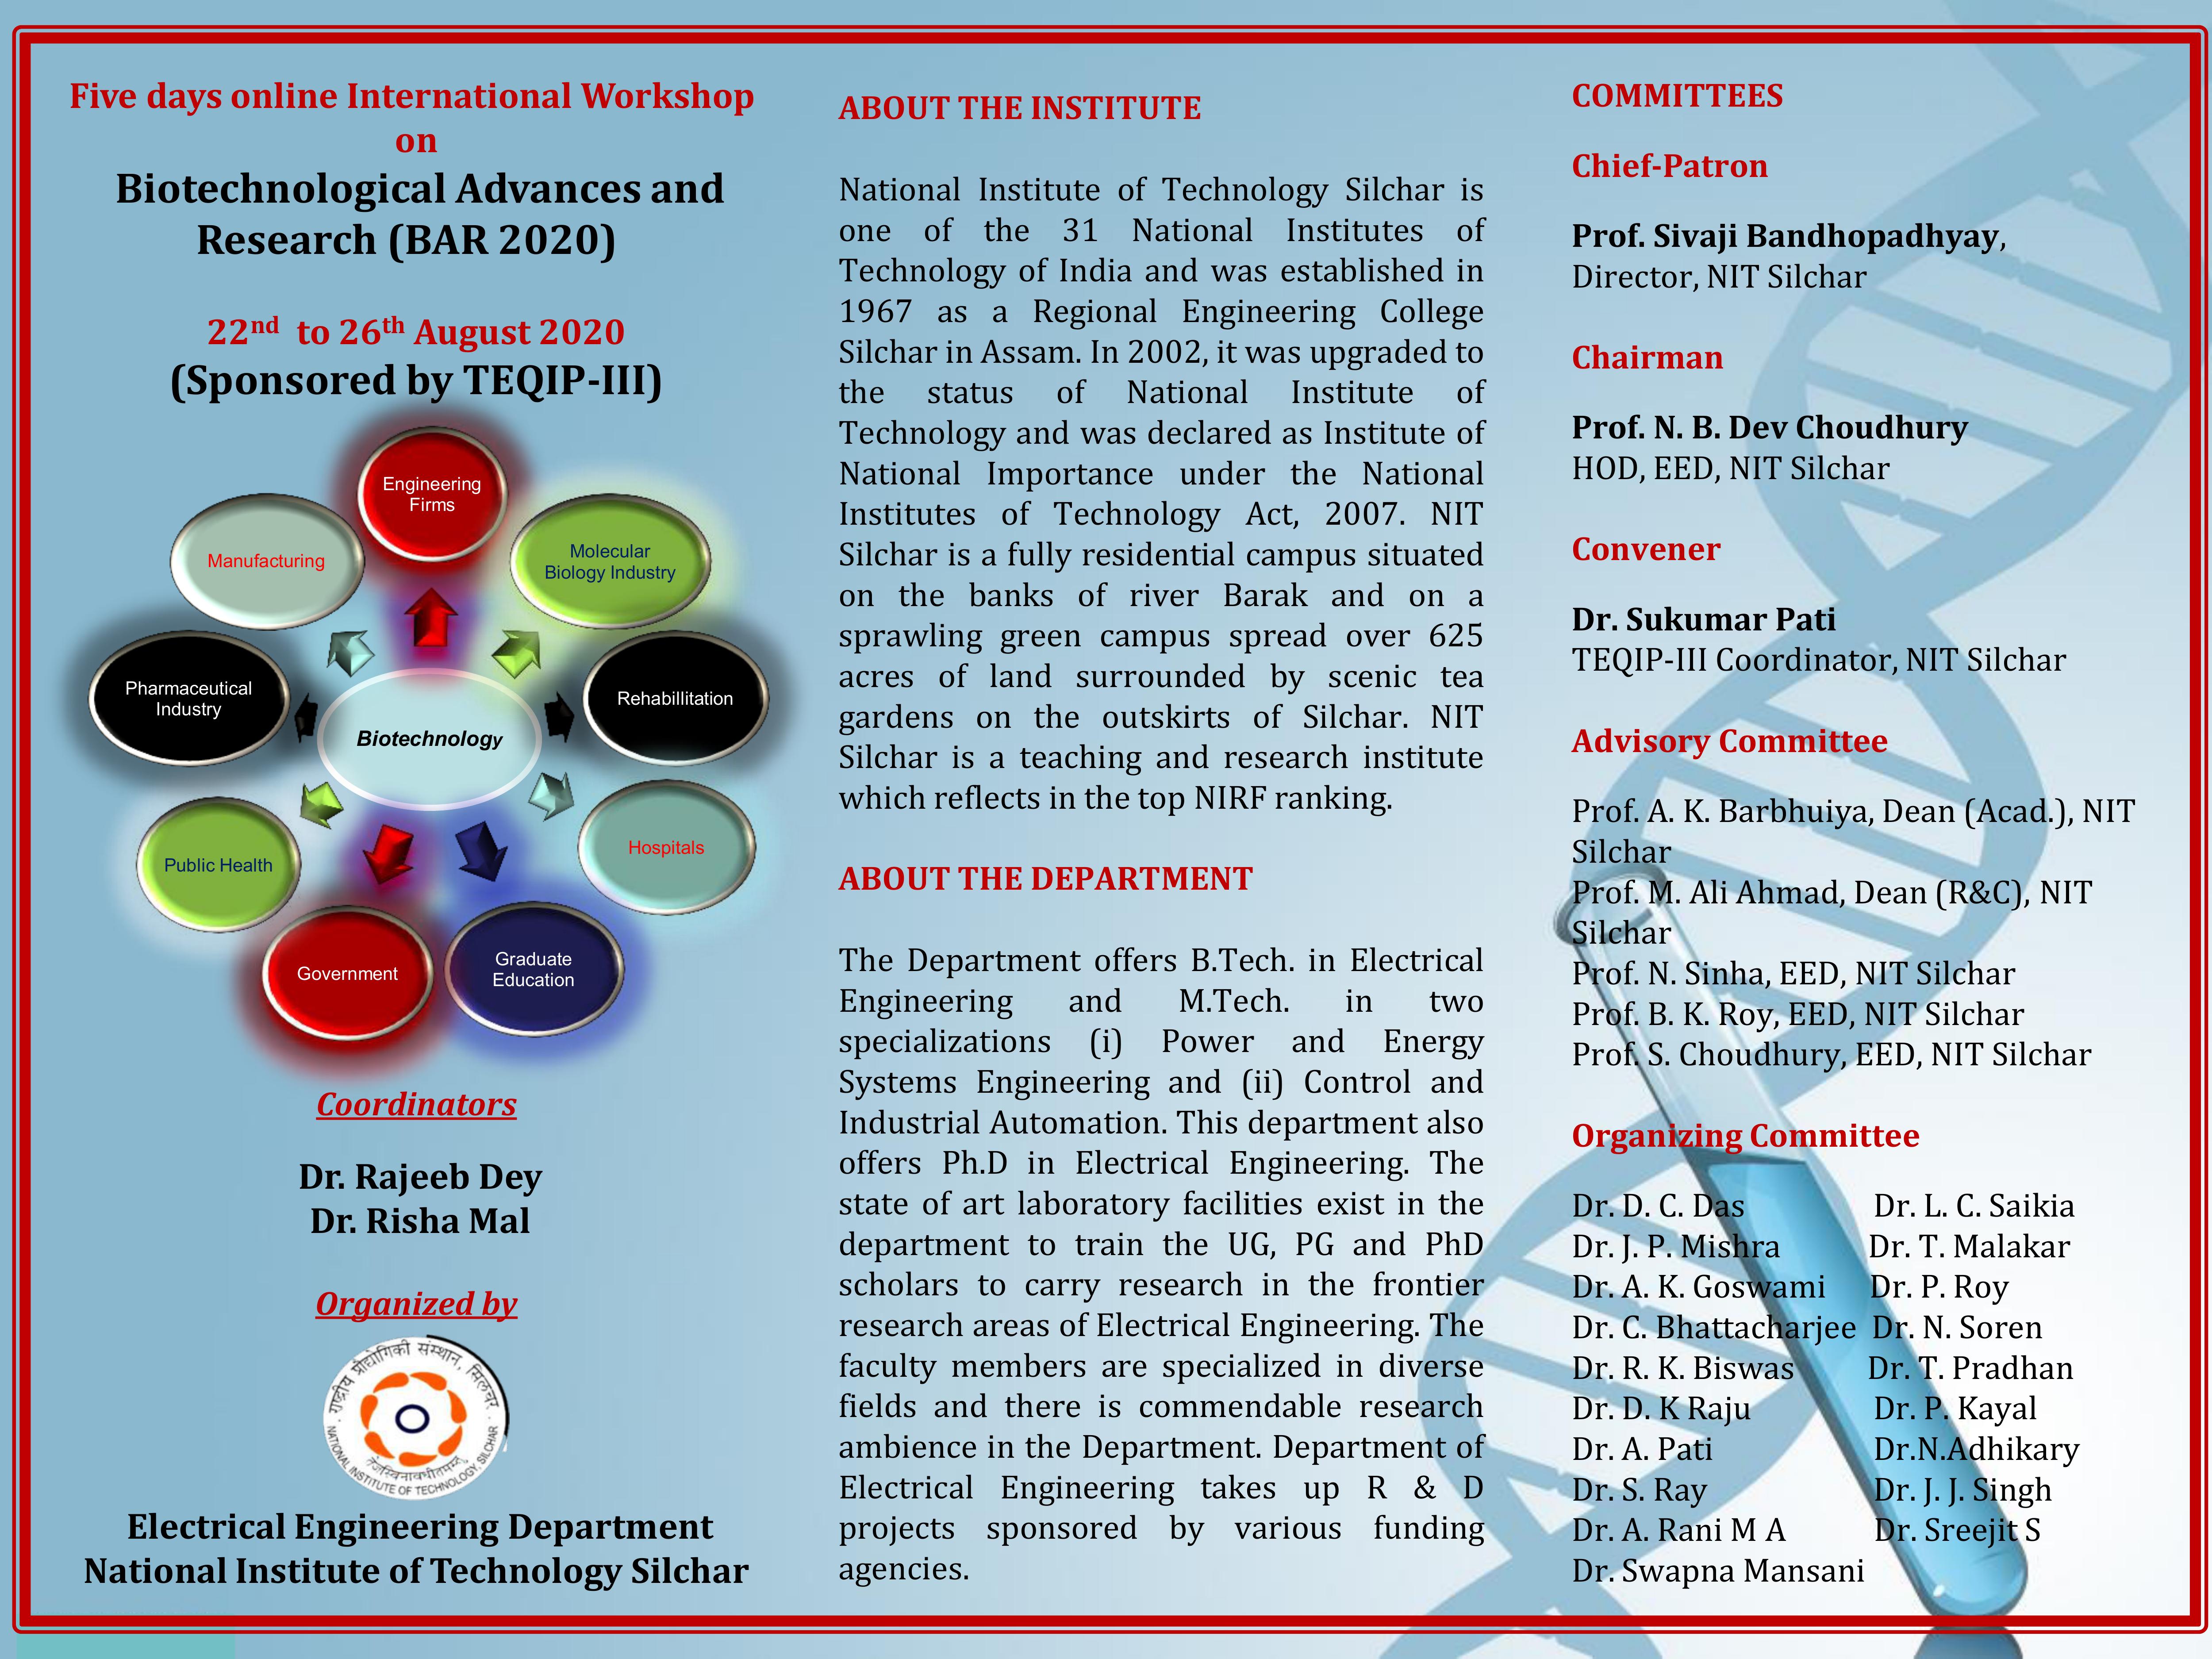 Five days online International Workshop
on
Biotechnological Advances and
Research (BAR 2020)
22nd to 26th August 2020
(Sponsored by TEQIP-III)
Engineering
Firms
Molecular
Biology Industry
Manufacturing
Pharmaceutical
Industry
Rehabillitation
Biotechnology
Public Health
Hospitals
Government
Graduate
Education
Coordinators
Dr. Rajeeb Dey
Dr. Risha Mal
Organized by
राष्ट्रीय प्रौद्योगिकी संस्थान, सिलचर
NATIONAL INSTITUTE OF TECHNOLOGY, SILCHAR
Electrical Engineering Department
National Institute of Technology Silchar
ABOUT THE INSTITUTE
National Institute of Technology Silchar is
one of the 31 National Institutes of
Technology of India and was established in
1967 as a Regional Engineering College
Silchar in Assam. In 2002, it was upgraded to
the status of National Institute of
Technology and was declared as Institute of
National Importance under the National
Institutes of Technology Act, 2007. NIT
Silchar is a fully residential campus situated
on the banks of river Barak and on a
sprawling green campus spread over 625
acres of land surrounded by scenic tea
gardens on the outskirts of Silchar. NIT
Silchar is a teaching and research institute
which reflects in the top NIRF ranking.
ABOUT THE DEPARTMENT
The Department offers B.Tech. in Electrical
Engineering and M.Tech. in two
specializations (i) Power and Energy
Systems Engineering and (ii) Control and
Industrial Automation. This department also
offers Ph.D in Electrical Engineering. The
state of art laboratory facilities exist in the
department to train the UG, PG and PhD
scholars to carry research in the frontier
research areas of Electrical Engineering. The
faculty members are specialized in diverse
fields and there is commendable research
ambience in the Department. Department of
Electrical Engineering takes up R & D
projects sponsored by various funding
agencies.
COMMITTEES
Chief-Patron
Prof. Sivaji Bandhopadhyay,
Director, NIT Silchar
Chairman
Prof. N. B. Dev Choudhury
HOD, EED, NIT Silchar
Convener
Dr. Sukumar Pati
TEQIP-III Coordinator, NIT Silchar
Advisory Committee
Prof. A. K. Barbhuiya, Dean (Acad.), NIT
Silchar
Prof. M. Ali Ahmad, Dean (R&C), NIT
Silchar
Prof. N. Sinha, EED, NIT Silchar
Prof. B. K. Roy, EED, NIT Silchar
Prof. S. Choudhury, EED, NIT Silchar
Organizing Committee
Dr. D. C. Das Dr. L. C. Saikia
Dr. J. P. Mishra Dr. T. Malakar
Dr. A. K. Goswami Dr. P. Roy
Dr. C. Bhattacharjee Dr. N. Soren
Dr. R. K. Biswas Dr. T. Pradhan
Dr. D. K Raju Dr. P. Kayal
Dr. A. Pati Dr.N.Adhikary
Dr. S. Ray Dr. J. J. Singh
Dr. A. Rani M A Dr. Sreejit S
Dr. Swapna Mansani